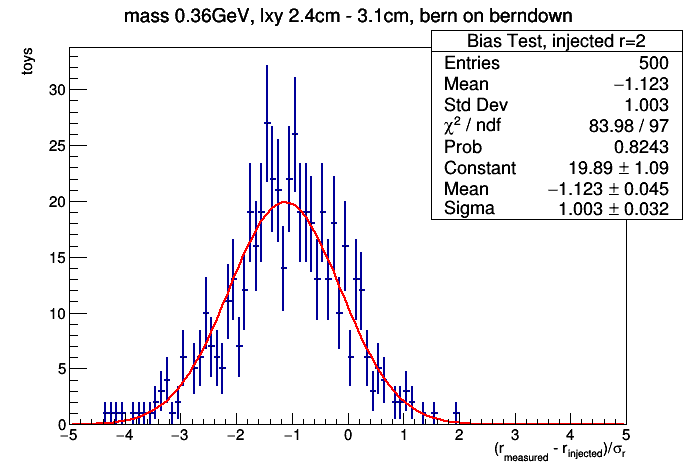 mass 0.36GeV, lxy 2.4cm - 3.1cm, bern on berndown
Bias Test, injected r=2
Entries 500
Mean −1.123
Std Dev 1.003
χ² / ndf 83.98 / 97
Prob 0.8243
Constant 19.89 ± 1.09
Mean −1.123 ± 0.045
Sigma 1.003 ± 0.032
toys
30
25
20
15
10
5
0
−5 −4 −3 −2 −1 0 1 2 3 4 5
(r_measured - r_injected)/σ_r